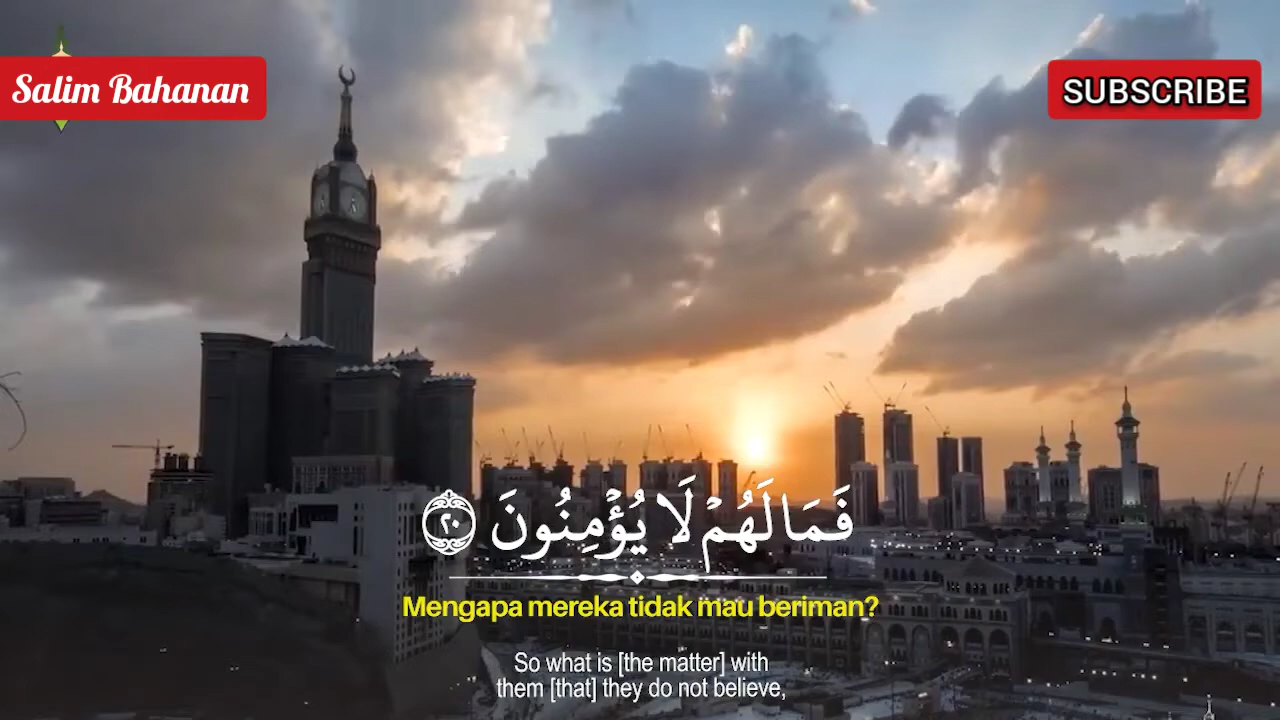 Salim Bahanan
SUBSCRIBE
فَمَا لَهُمْ لَا يُؤْمِنُونَ ٢٠
Mengapa mereka tidak mau beriman?
So what is [the matter] with
them [that] they do not believe,